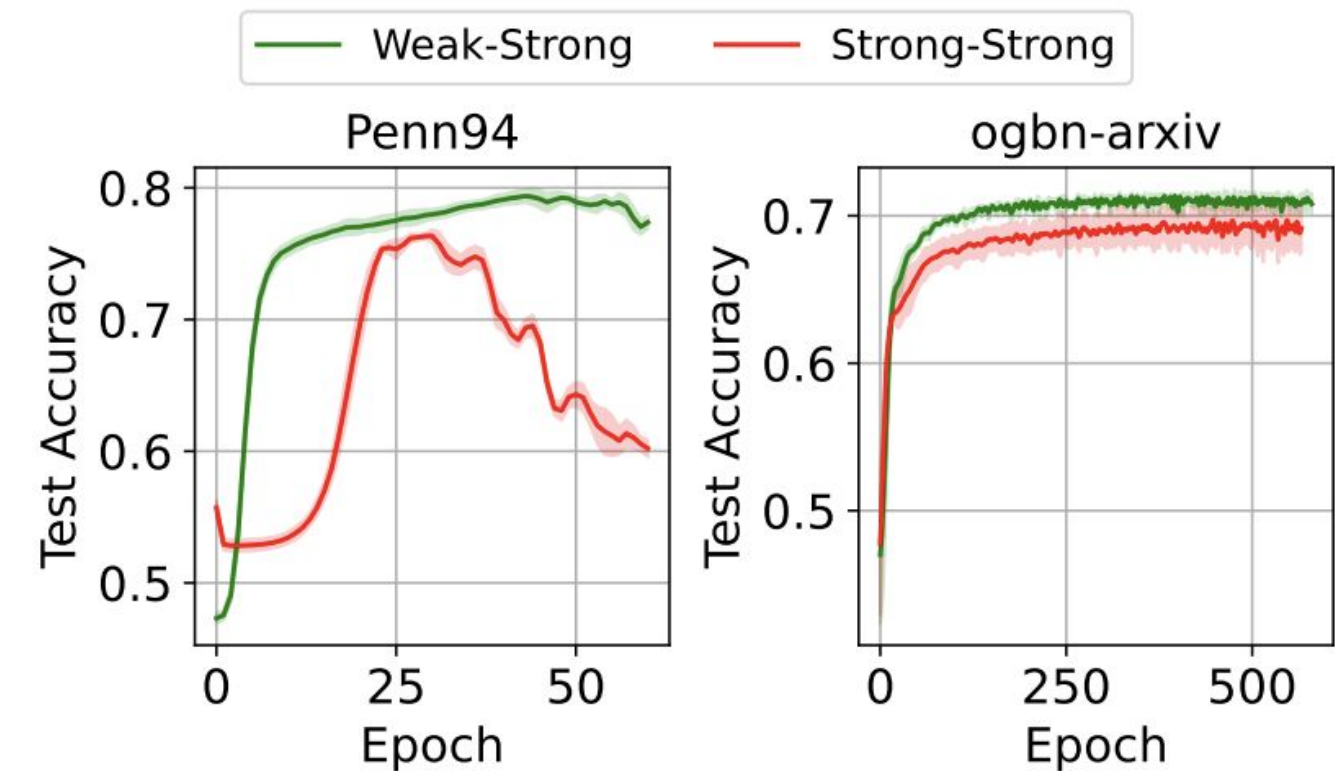 Weak-Strong Strong-Strong
Penn94
0.8
0.7
0.6
0.5
Test Accuracy
0 25 50
Epoch
ogbn-arxiv
0.7
0.6
0.5
Test Accuracy
0 250 500
Epoch